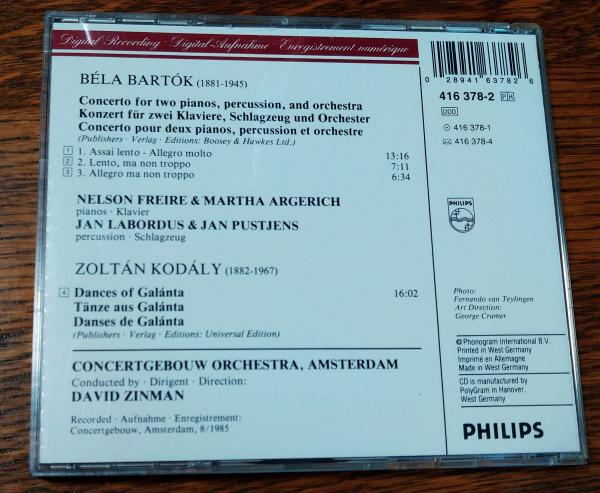 Digital Recording · Digital-Aufnahme · Enregistrement numérique
BÉLA BARTÓK (1881-1945)
Concerto for two pianos, percussion, and orchestra
Konzert für zwei Klaviere, Schlagzeug und Orchester
Concerto pour deux pianos, percussion et orchestre
(Publishers · Verlag · Editions: Boosey & Hawkes Ltd.)
1 1. Assai lento - Allegro molto 13:16
2 2. Lento, ma non troppo 7:11
3 3. Allegro ma non troppo 6:34
NELSON FREIRE & MARTHA ARGERICH
pianos · Klavier
JAN LABORDUS & JAN PUSTJENS
percussion · Schlagzeug
ZOLTÁN KODÁLY (1882-1967)
4 Dances of Galánta 16:02
Tänze aus Galánta
Danses de Galánta
(Publishers · Verlag · Editions: Universal Edition)
CONCERTGEBOUW ORCHESTRA, AMSTERDAM
Conducted by · Dirigent · Direction:
DAVID ZINMAN
Recorded · Aufnahme · Enregistrement:
Concertgebouw, Amsterdam, 8/1985
0 28941 63782 6
416 378-2 PH
DDD
416 378-1
416 378-4
PHILIPS
Photo:
Fernando van Teylingen
Art Direction:
George Cramer
℗ Phonogram International B.V.
Printed in West Germany
Imprimé en Allemagne
Made in West Germany
CD is manufactured by
PolyGram in Hanover,
West Germany
PHILIPS